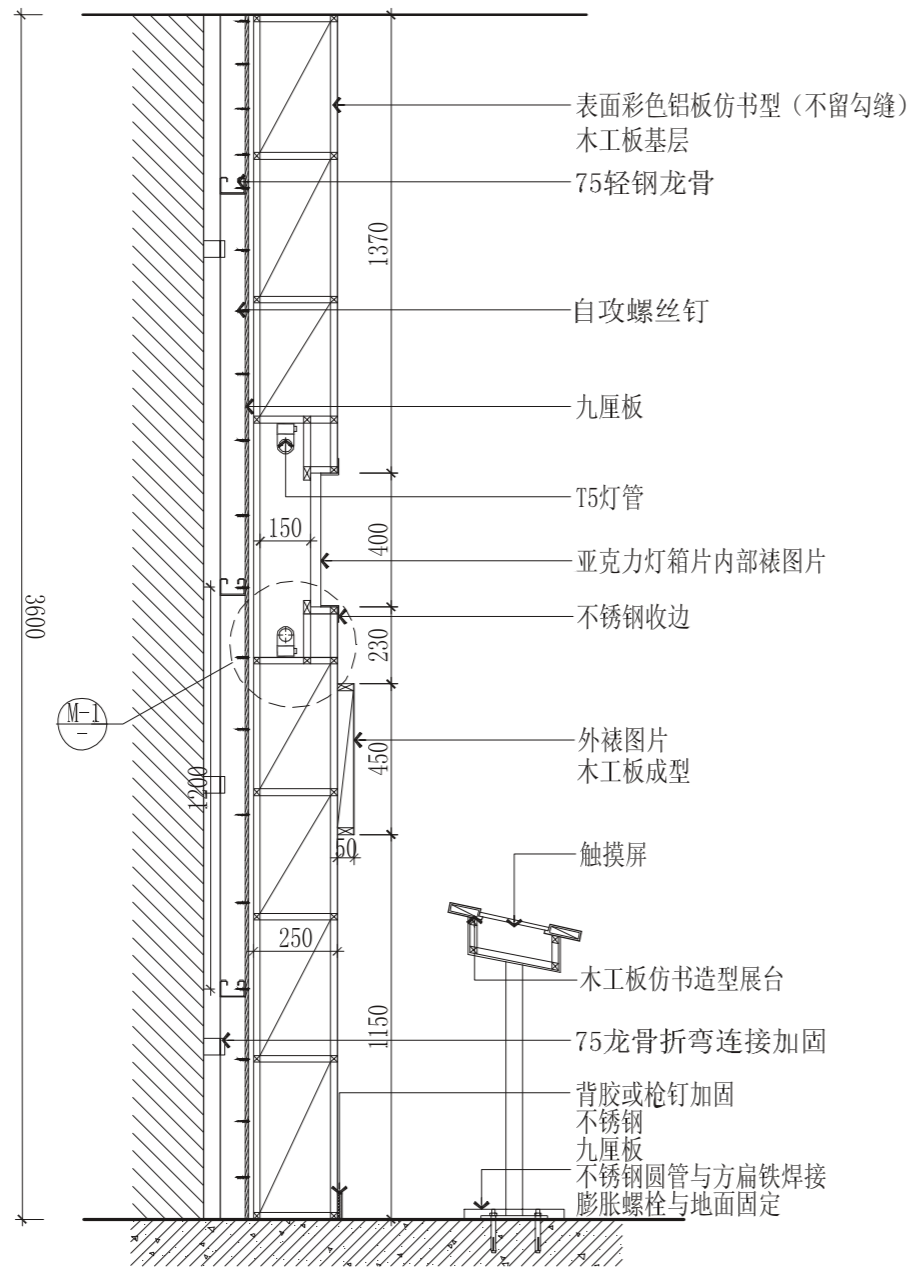 表面彩色铝板仿书型（不留勾缝）
木工板基层
75轻钢龙骨
1370
自攻螺丝钉
九厘板
T5灯管
150
400
亚克力灯箱片内部裱图片
3600
不锈钢收边
230
M-1
-
外裱图片
450
木工板成型
1200
50
触摸屏
250
木工板仿书造型展台
1150
75龙骨折弯连接加固
背胶或枪钉加固
不锈钢
九厘板
不锈钢圆管与方扁铁焊接
膨胀螺栓与地面固定